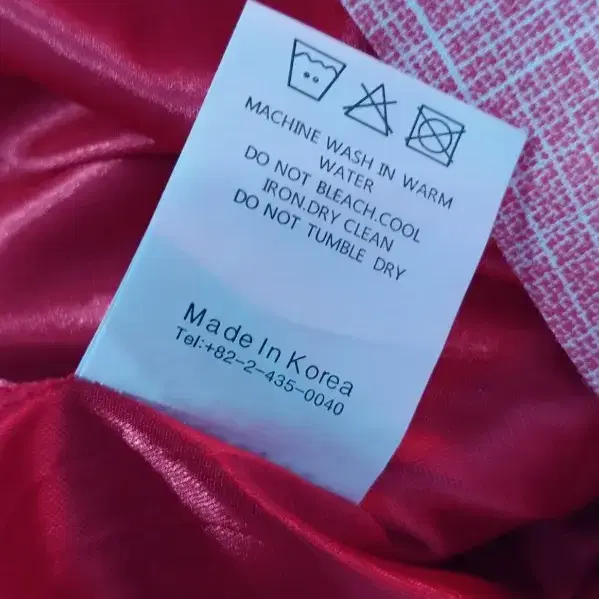 MACHINE WASH IN WARM
WATER
DO NOT BLEACH.COOL
IRON.DRY CLEAN
DO NOT TUMBLE DRY
Made In Korea
Tel:+82-2-435-0040